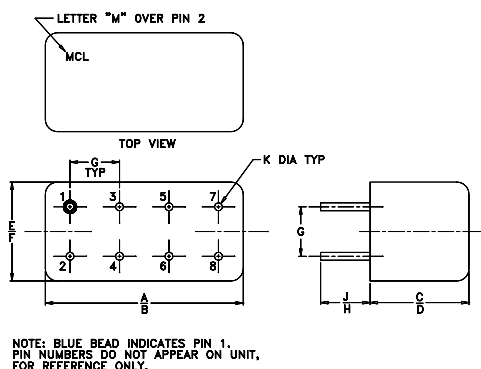 LETTER "M" OVER PIN 2
MCL
TOP VIEW
G
TYP
K DIA TYP
1 3 5 7
E
F
G
2 4 6 8
A
B
J
H
C
D
NOTE: BLUE BEAD INDICATES PIN 1.
PIN NUMBERS DO NOT APPEAR ON UNIT,
FOR REFERENCE ONLY.